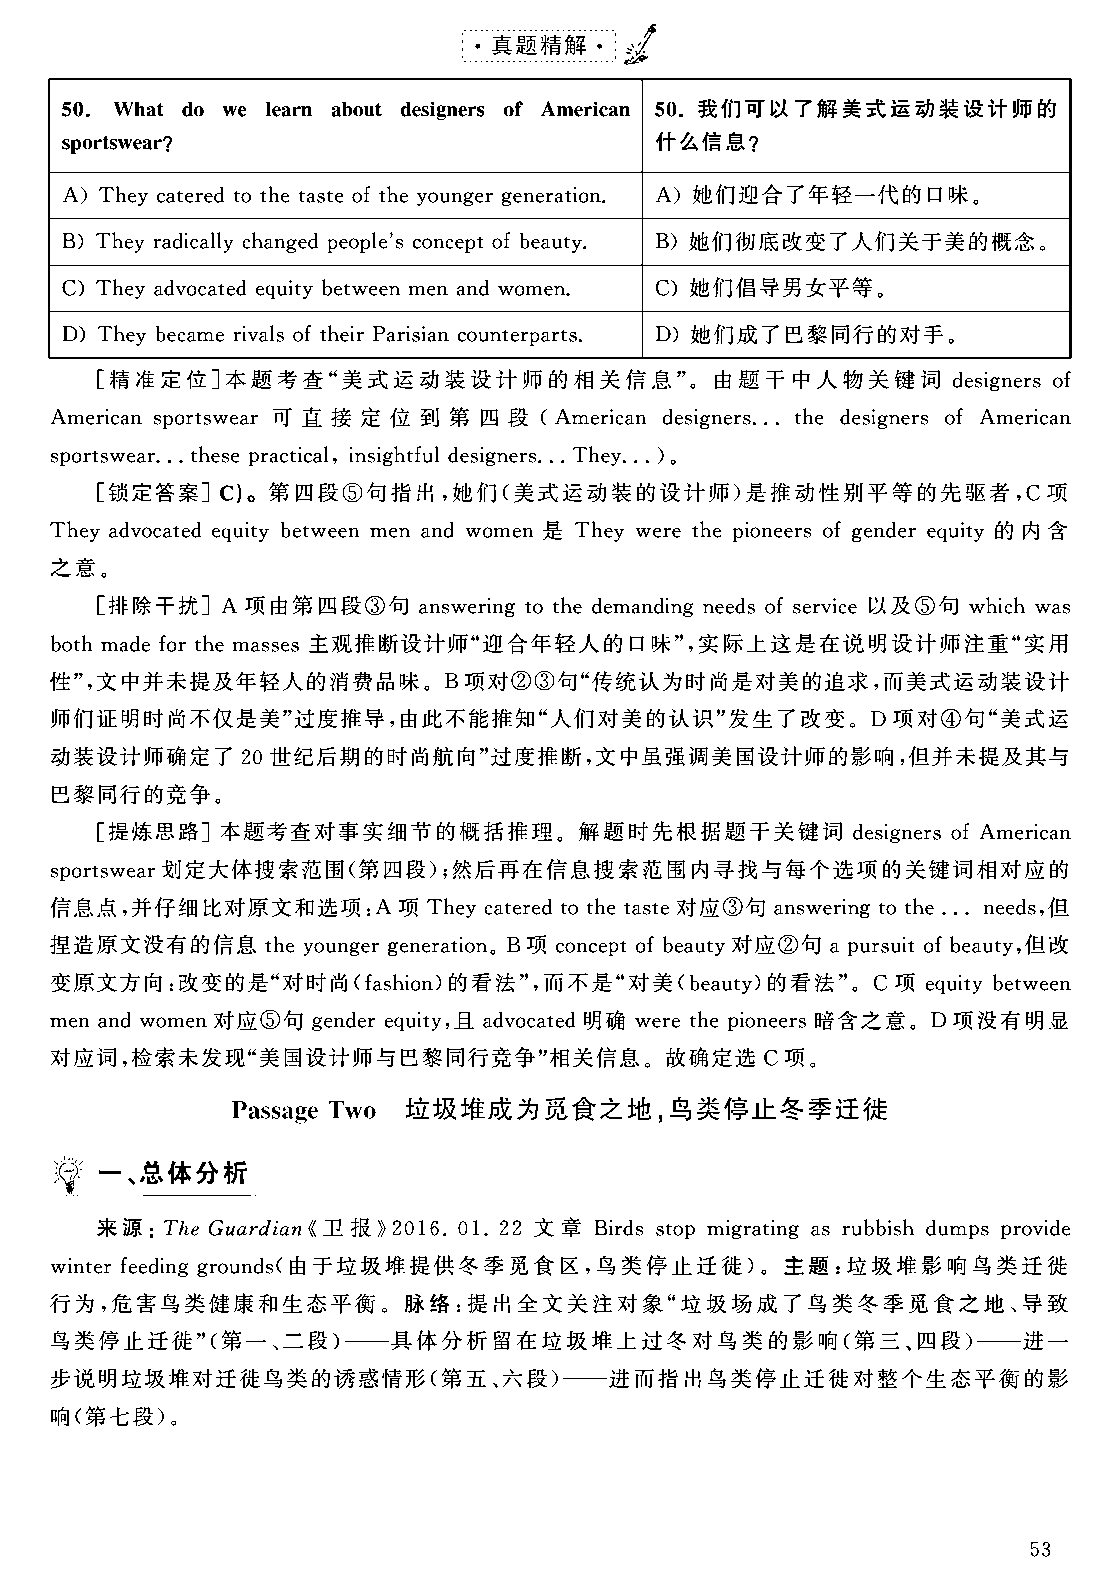 ·真题精解·
50. What do we learn about designers of American sportswear?
50. 我们可以了解美式运动装设计师的什么信息?
A) They catered to the taste of the younger generation.
A) 她们迎合了年轻一代的口味。
B) They radically changed people's concept of beauty.
B) 她们彻底改变了人们关于美的概念。
C) They advocated equity between men and women.
C) 她们倡导男女平等。
D) They became rivals of their Parisian counterparts.
D) 她们成了巴黎同行的对手。
[精准定位]本题考查“美式运动装设计师的相关信息”。由题干中人物关键词 designers of
American sportswear 可直接定位到第四段(American designers... the designers of American
sportswear...these practical, insightful designers...They...)。
[锁定答案] C)。第四段⑤句指出,她们(美式运动装的设计师)是推动性别平等的先驱者,C项
They advocated equity between men and women 是 They were the pioneers of gender equity 的内含
之意。
[排除干扰] A 项由第四段③句 answering to the demanding needs of service 以及⑤句 which was
both made for the masses 主观推断设计师“迎合年轻人的口味”,实际上这是在说明设计师注重“实用
性”,文中并未提及年轻人的消费品味。B项对②③句“传统认为时尚是对美的追求,而美式运动装设计
师们证明时尚不仅是美”过度推导,由此不能推知“人们对美的认识”发生了改变。D项对④句“美式运
动装设计师确定了 20 世纪后期的时尚航向”过度推断,文中虽强调美国设计师的影响,但并未提及其与
巴黎同行的竞争。
[提炼思路] 本题考查对事实细节的概括推理。解题时先根据题于关键词 designers of American
sportswear 划定大体搜索范围(第四段);然后再在信息搜索范围内寻找与每个选项的关键词相对应的
信息点,并仔细比对原文和选项:A 项 They catered to the taste 对应③句 answering to the ... needs,但
捏造原文没有的信息 the younger generation。B项 concept of beauty 对应②句 a pursuit of beauty,但改
变原文方向:改变的是“对时尚(fashion)的看法”,而不是“对美(beauty)的看法”。C 项 equity between
men and women 对应⑤句 gender equity,且 advocated 明确 were the pioneers 暗含之意。D项没有明显
对应词,检索未发现“美国设计师与巴黎同行竞争”相关信息。故确定选 C 项。
Passage Two 垃圾堆成为觅食之地,鸟类停止冬季迁徙
一、总体分析
来源:The Guardian《卫报》2016.01.22 文章 Birds stop migrating as rubbish dumps provide
winter feeding grounds(由于垃圾堆提供冬季觅食区,鸟类停止迁徙)。主题:垃圾堆影响鸟类迁徙
行为,危害鸟类健康和生态平衡。脉络:提出全文关注对象“垃圾场成了鸟类冬季觅食之地、导致
鸟类停止迁徙”(第一、二段)——具体分析留在垃圾堆上过冬对鸟类的影响(第三、四段)——进一
步说明垃圾堆对迁徙鸟类的诱惑情形(第五、六段)——进而指出鸟类停止迁徙对整个生态平衡的影
响(第七段)。
53